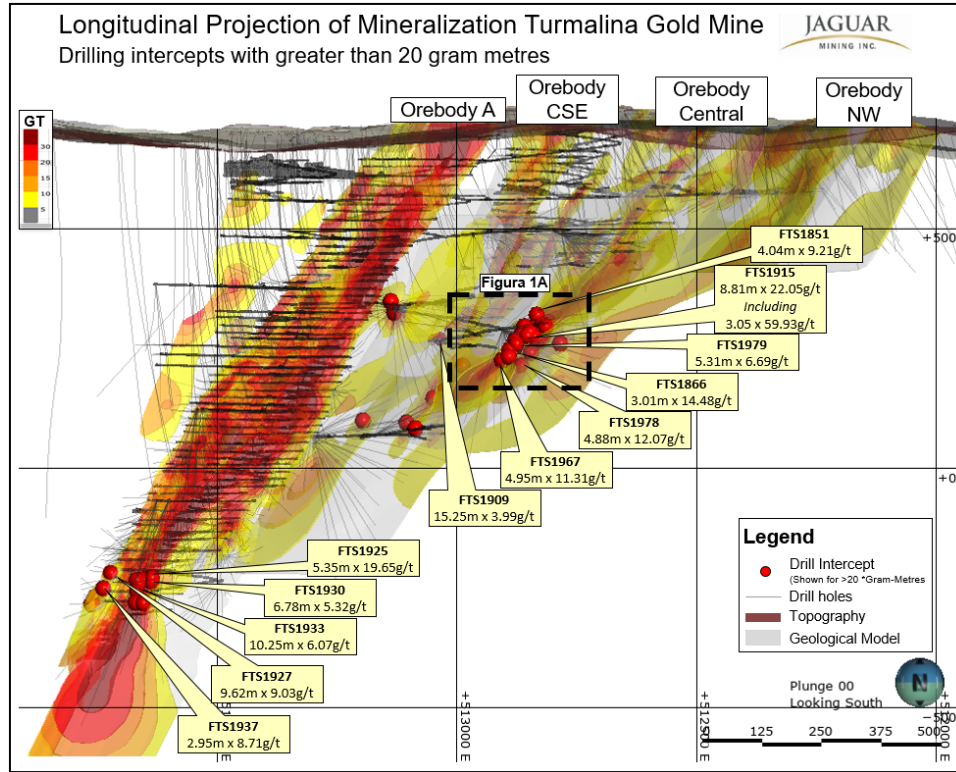 Longitudinal Projection of Mineralization Turmalina Gold Mine
Drilling intercepts with greater than 20 gram metres
JAGUAR
MINING INC.
Orebody A
Orebody
CSE
Orebody
Central
Orebody
NW
GT
30
20
15
10
5
+500
FTS1851
4.04m x 9.21g/t
FTS1915
8.81m x 22.05g/t
Including
3.05 x 59.93g/t
Figura 1A
FTS1979
5.31m x 6.69g/t
FTS1866
3.01m x 14.48g/t
FTS1978
4.88m x 12.07g/t
FTS1967
4.95m x 11.31g/t
FTS1909
15.25m x 3.99g/t
+0
FTS1925
5.35m x 19.65g/t
FTS1930
6.78m x 5.32g/t
FTS1933
10.25m x 6.07g/t
FTS1927
9.62m x 9.03g/t
FTS1937
2.95m x 8.71g/t
Legend
Drill Intercept
(Shown for >20 *Gram-Metres
Drill holes
Topography
Geological Model
Plunge 00
Looking South
N
-500
+513000 E
+512500 E
+512000 E
0 125 250 375 500